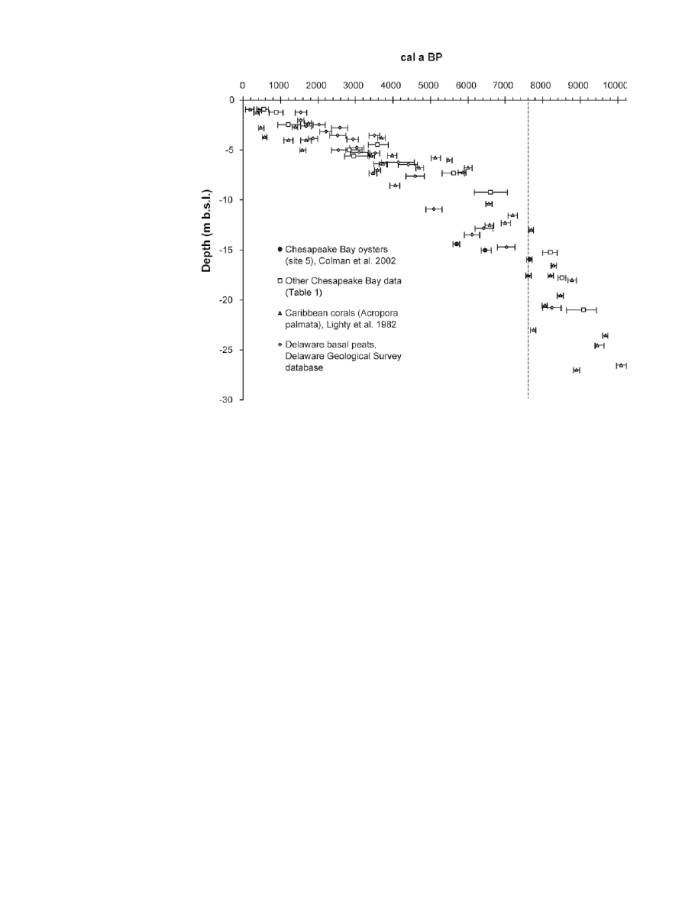 cal a BP
0 1000 2000 3000 4000 5000 6000 7000 8000 9000 10000
0
-5
-10
-15
-20
-25
-30
Depth (m b.s.l.)
Chesapeake Bay oysters
(site 5), Colman et al. 2002
Other Chesapeake Bay data
(Table 1)
Caribbean corals (Acropora
palmata), Lighty et al. 1982
Delaware basal peats,
Delaware Geological Survey
database